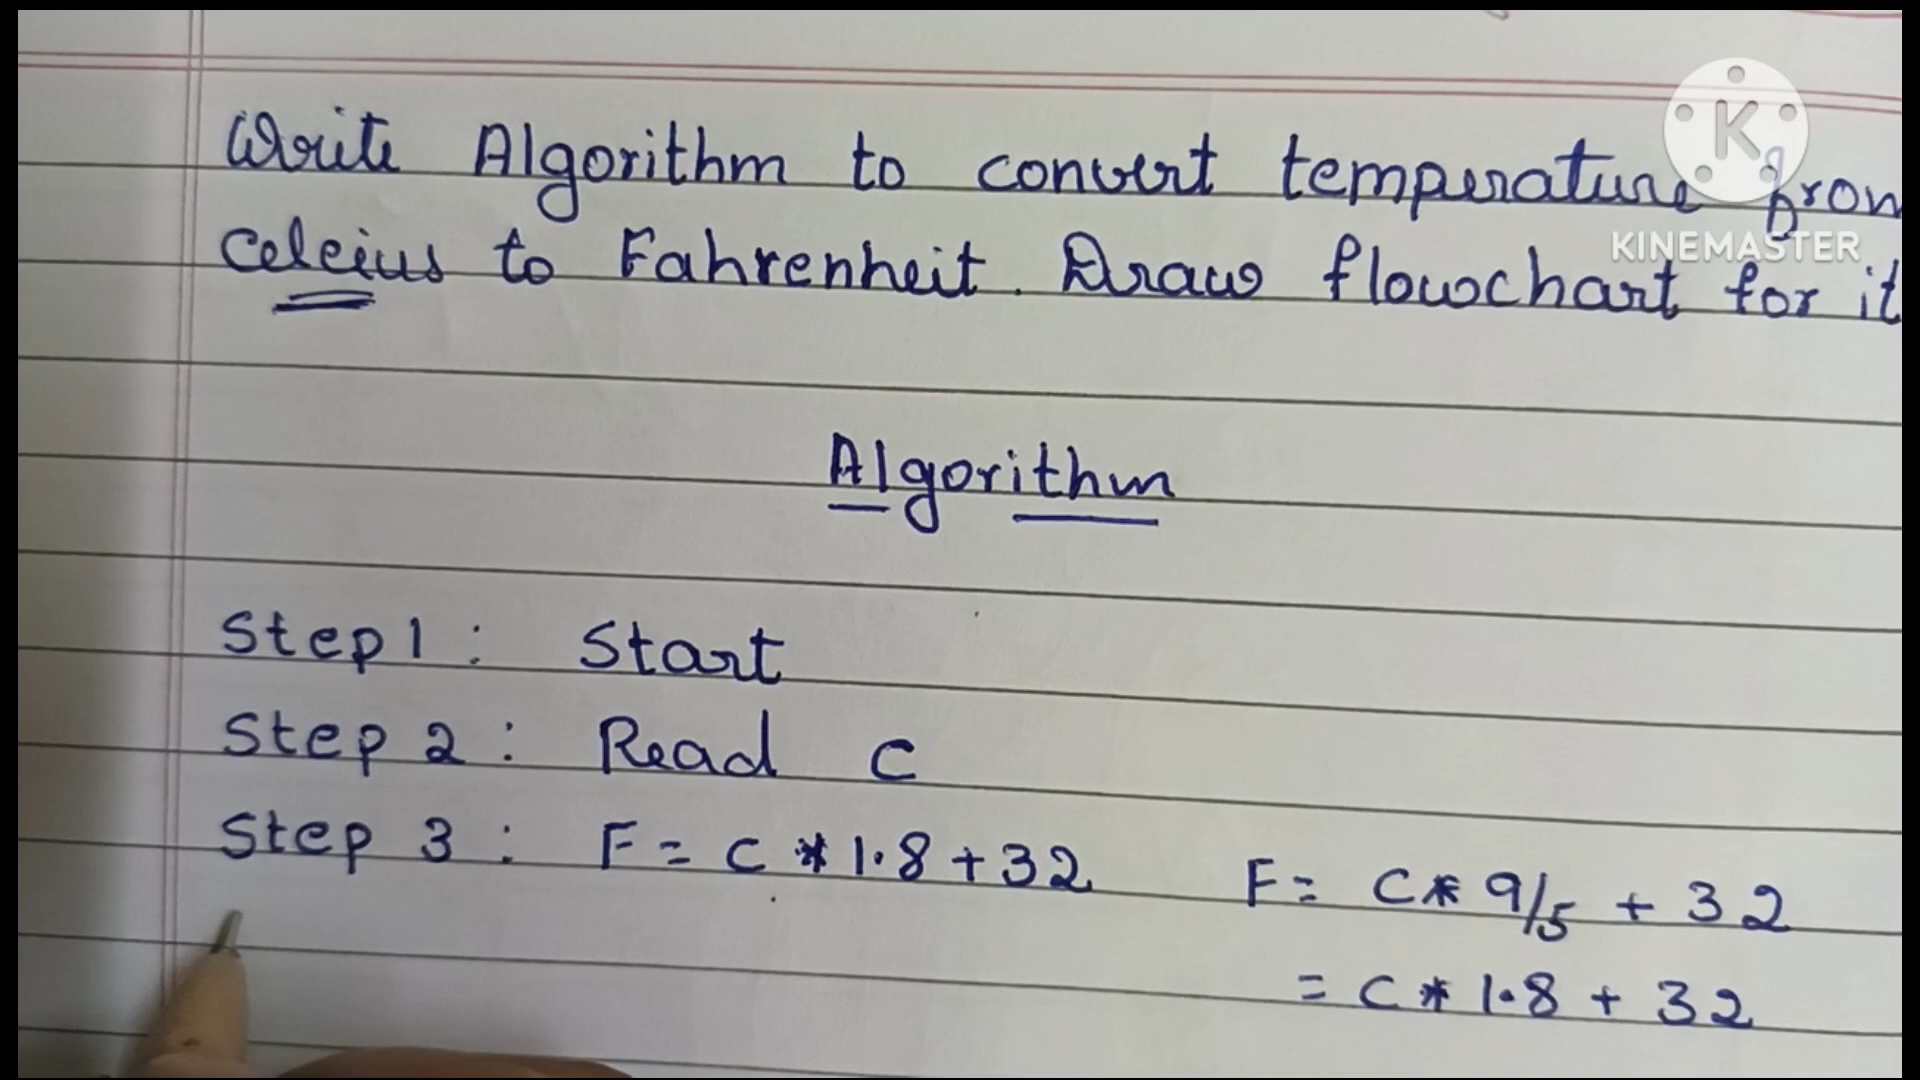 Write Algorithm to convert temperature from
Celcius to Fahrenheit. Draw flowchart for it
K
KINEMASTER
Algorithm
Step 1 : Start
Step 2 : Read C
Step 3 : F = C * 1.8 + 32
F = C * 9/5 + 32
= C * 1.8 + 32